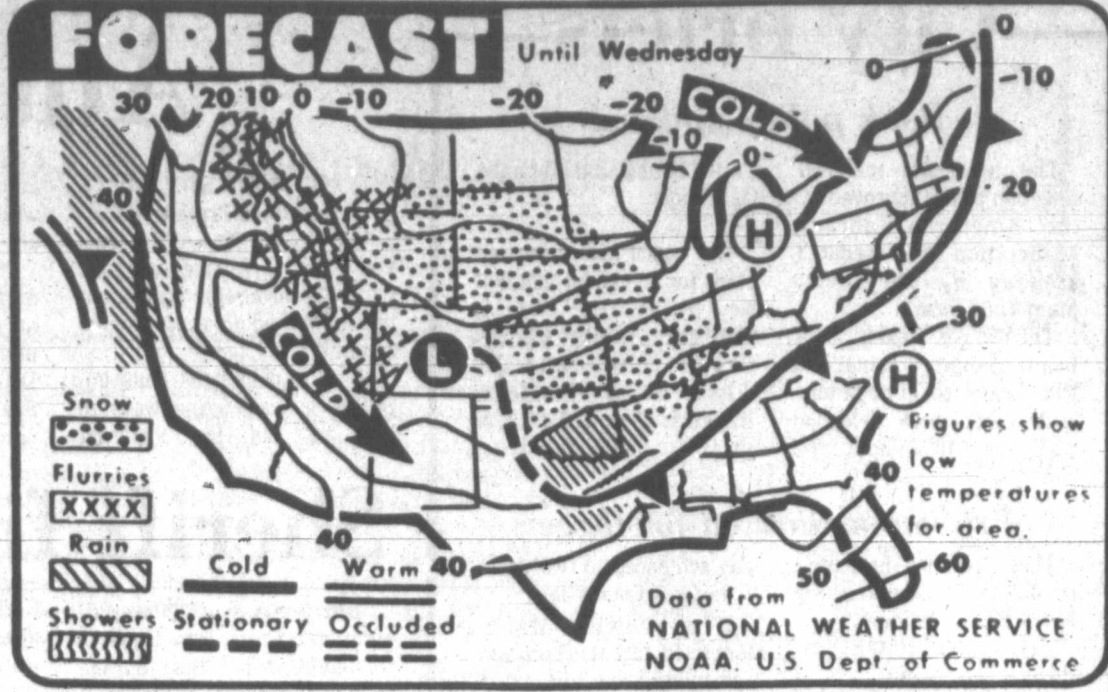 FORECAST Until Wednesday
30 20 10 0 -10 -20 -20 COLD 0 0 -10
-10 0
40 20
H
30
COLD L
H
Snow
Figures show
Flurries
low
XXXX
40
temperatures
Rain
for area.
40
Cold Warm 40
50 60
Showers Stationary Occluded
Data from
NATIONAL WEATHER SERVICE
NOAA, U.S. Dept. of Commerce